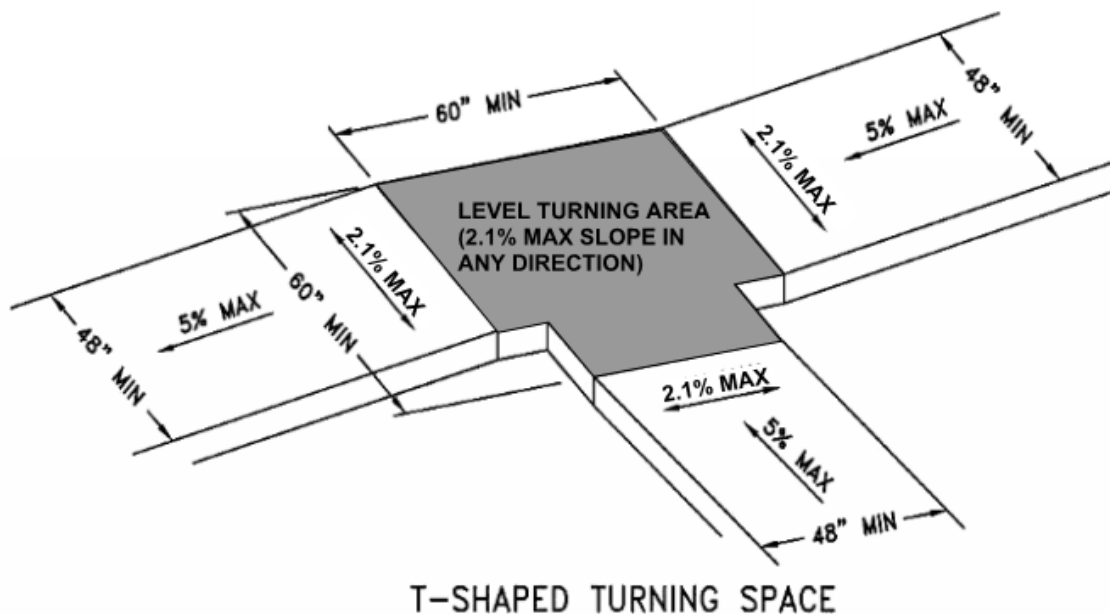 48” MIN
60” MIN
5% MAX
2.1% MAX
LEVEL TURNING AREA
(2.1% MAX SLOPE IN
ANY DIRECTION)
2.1% MAX
60” MIN
5% MAX
48” MIN
2.1% MAX
5% MAX
48” MIN
T-SHAPED TURNING SPACE